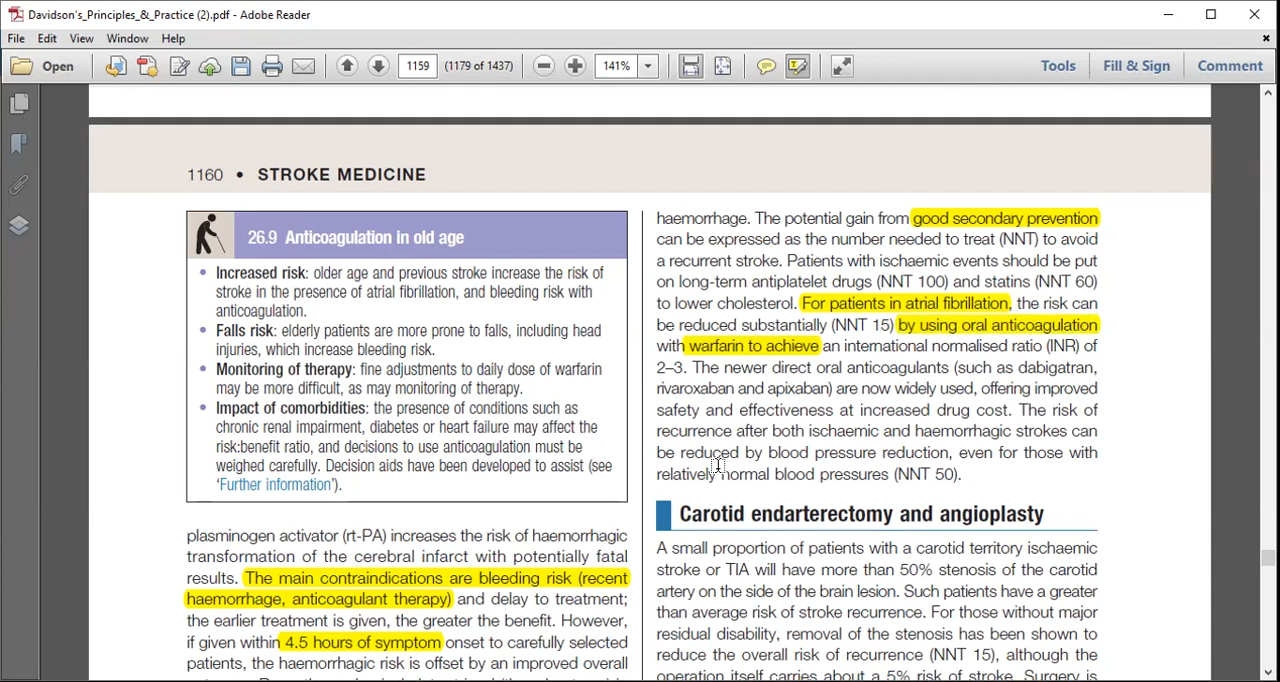 Davidson's_Principles_&_Practice (2).pdf - Adobe Reader
File Edit View Window Help
Open 1159 (1179 of 1437) 141% Tools Fill & Sign Comment
1160 • STROKE MEDICINE
26.9 Anticoagulation in old age
• Increased risk: older age and previous stroke increase the risk of
stroke in the presence of atrial fibrillation, and bleeding risk with
anticoagulation.
• Falls risk: elderly patients are more prone to falls, including head
injuries, which increase bleeding risk.
• Monitoring of therapy: fine adjustments to daily dose of warfarin
may be more difficult, as may monitoring of therapy.
• Impact of comorbidities: the presence of conditions such as
chronic renal impairment, diabetes or heart failure may affect the
risk:benefit ratio, and decisions to use anticoagulation must be
weighed carefully. Decision aids have been developed to assist (see
'Further information').
plasminogen activator (rt-PA) increases the risk of haemorrhagic
transformation of the cerebral infarct with potentially fatal
results. The main contraindications are bleeding risk (recent
haemorrhage, anticoagulant therapy) and delay to treatment;
the earlier treatment is given, the greater the benefit. However,
if given within 4.5 hours of symptom onset to carefully selected
patients, the haemorrhagic risk is offset by an improved overall
haemorrhage. The potential gain from good secondary prevention
can be expressed as the number needed to treat (NNT) to avoid
a recurrent stroke. Patients with ischaemic events should be put
on long-term antiplatelet drugs (NNT 100) and statins (NNT 60)
to lower cholesterol. For patients in atrial fibrillation, the risk can
be reduced substantially (NNT 15) by using oral anticoagulation
with warfarin to achieve an international normalised ratio (INR) of
2–3. The newer direct oral anticoagulants (such as dabigatran,
rivaroxaban and apixaban) are now widely used, offering improved
safety and effectiveness at increased drug cost. The risk of
recurrence after both ischaemic and haemorrhagic strokes can
be reduced by blood pressure reduction, even for those with
relatively normal blood pressures (NNT 50).
Carotid endarterectomy and angioplasty
A small proportion of patients with a carotid territory ischaemic
stroke or TIA will have more than 50% stenosis of the carotid
artery on the side of the brain lesion. Such patients have a greater
than average risk of stroke recurrence. For those without major
residual disability, removal of the stenosis has been shown to
reduce the overall risk of recurrence (NNT 15), although the
operation itself carries about a 5% risk of stroke. Surgery is